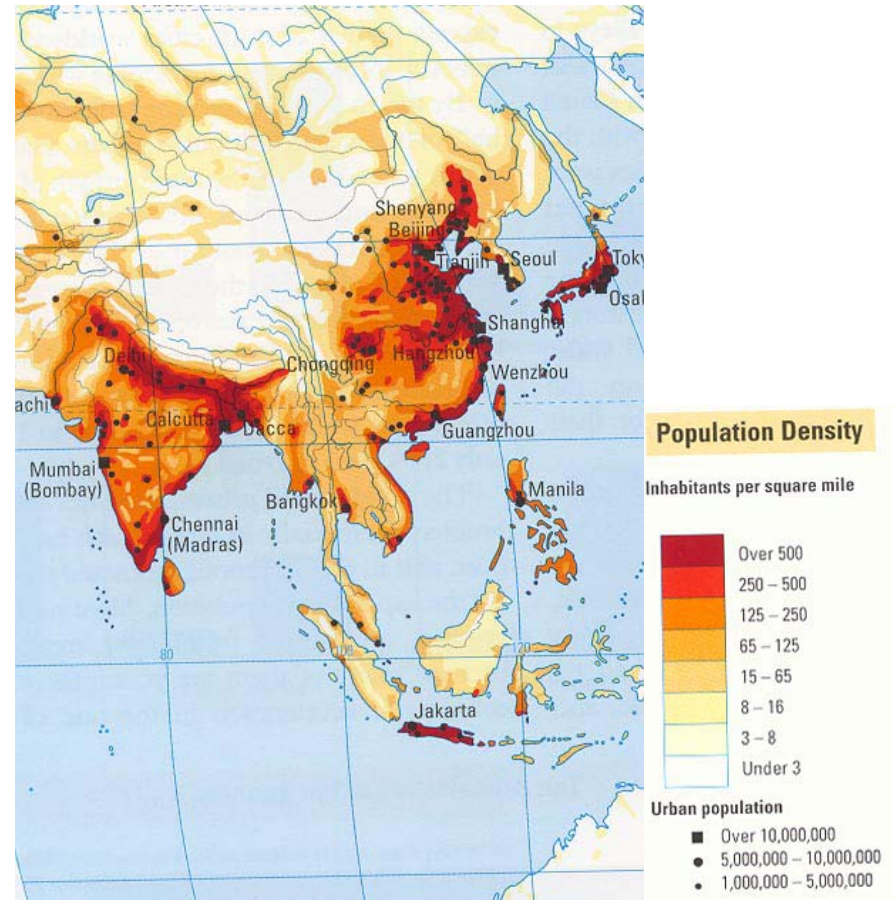 Shenyang
Beijing
Tianjin
Seoul
Toky
Osa
Shanghai
Hangzhou
Chongqing
Wenzhou
Guangzhou
Delhi
achi
Calcutta
Dacca
Mumbai
(Bombay)
Chennai
(Madras)
Bangkok
Manila
80
100
120
Jakarta
Population Density
Inhabitants per square mile
Over 500
250 – 500
125 – 250
65 – 125
15 – 65
8 – 16
3 – 8
Under 3
Urban population
Over 10,000,000
5,000,000 – 10,000,000
1,000,000 – 5,000,000